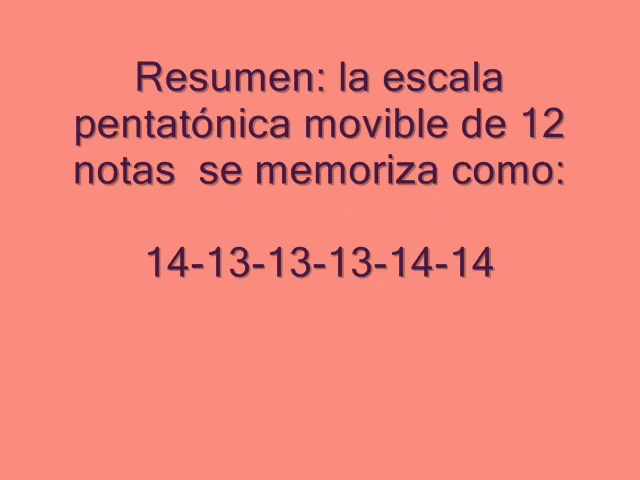 Resumen: la escala
pentatónica movible de 12
notas  se memoriza como:
14-13-13-13-14-14